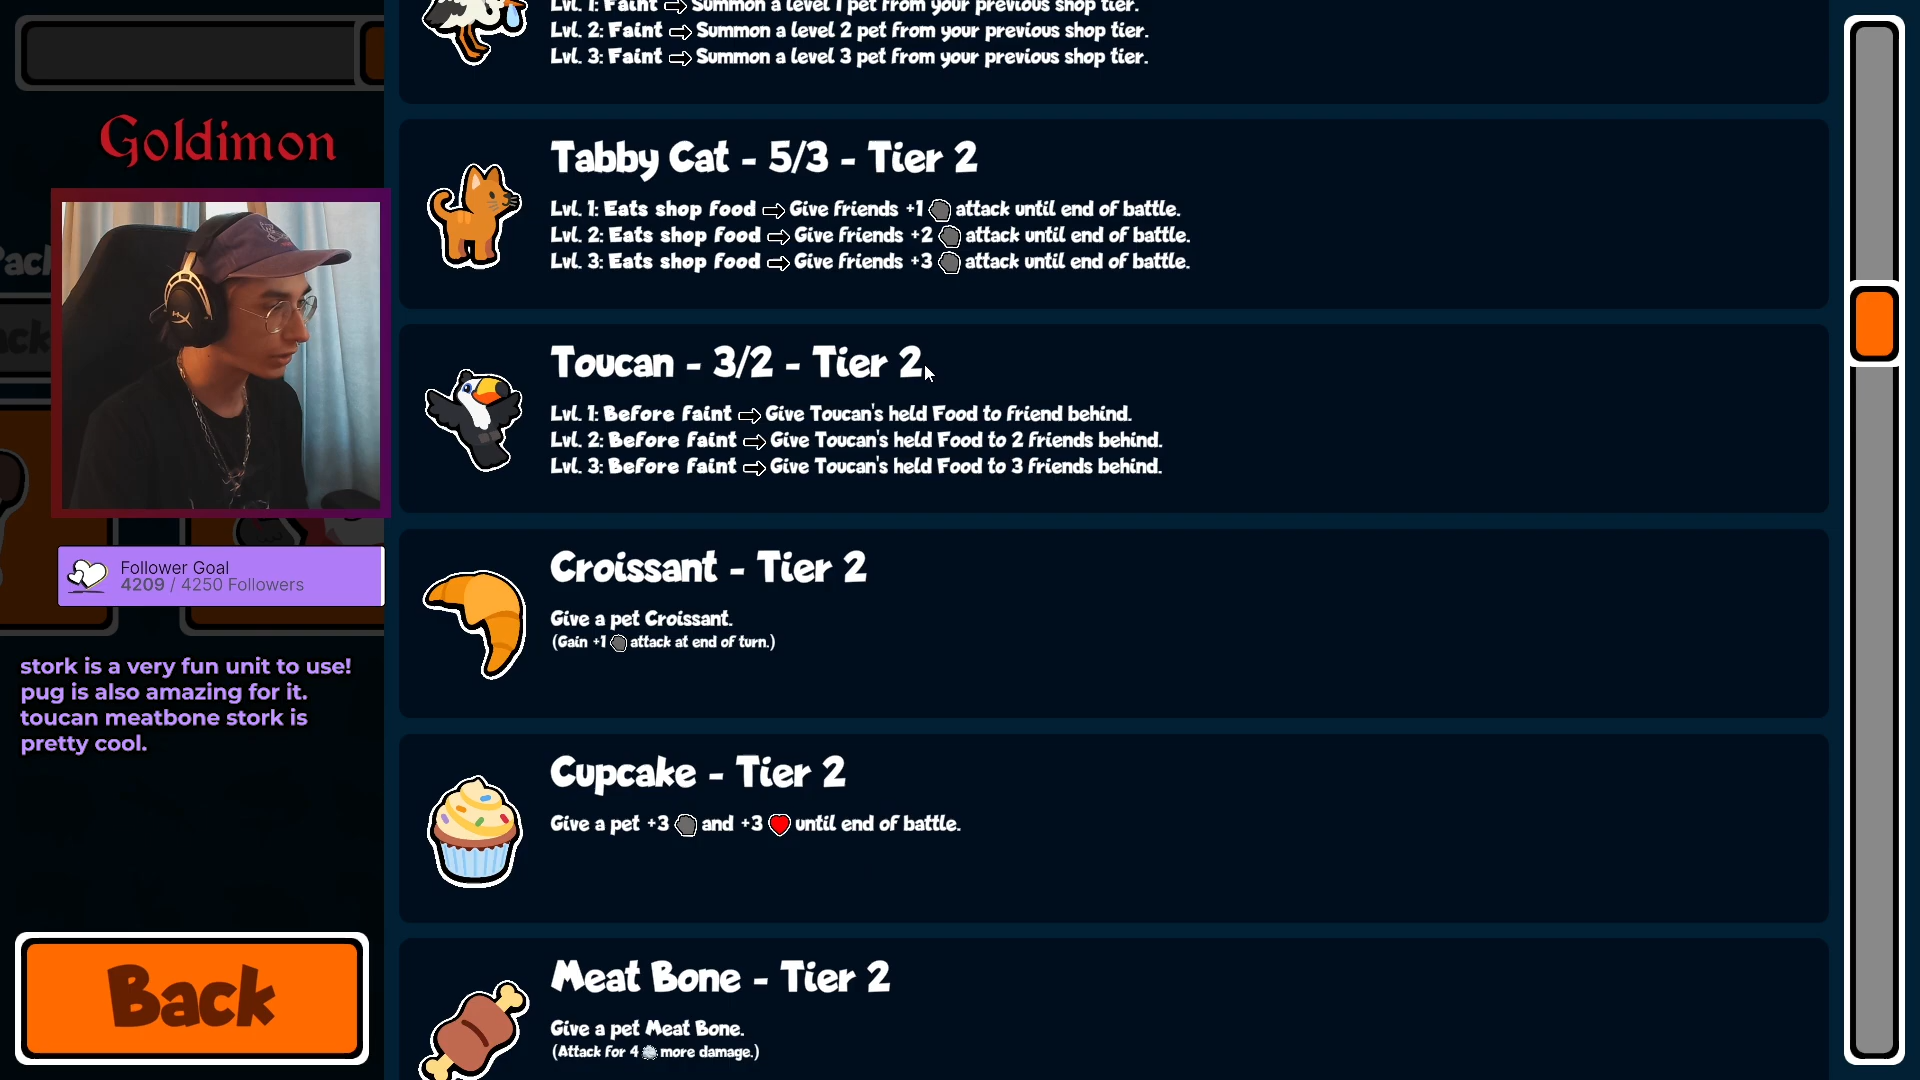 Lvl. 1: Faint ⇨ Summon a level 1 pet from your previous shop tier.
Lvl. 2: Faint ⇨ Summon a level 2 pet from your previous shop tier.
Lvl. 3: Faint ⇨ Summon a level 3 pet from your previous shop tier.
Goldimon
Tabby Cat - 5/3 - Tier 2
Lvl. 1: Eats shop food ⇨ Give friends +1 attack until end of battle.
Lvl. 2: Eats shop food ⇨ Give friends +2 attack until end of battle.
Lvl. 3: Eats shop food ⇨ Give friends +3 attack until end of battle.
Toucan - 3/2 - Tier 2
Lvl. 1: Before faint ⇨ Give Toucan's held Food to friend behind.
Lvl. 2: Before faint ⇨ Give Toucan's held Food to 2 friends behind.
Lvl. 3: Before faint ⇨ Give Toucan's held Food to 3 friends behind.
Follower Goal
4209 / 4250 Followers
Croissant - Tier 2
Give a pet Croissant.
(Gain +1 attack at end of turn.)
stork is a very fun unit to use!
pug is also amazing for it.
toucan meatbone stork is
pretty cool.
Cupcake - Tier 2
Give a pet +3 and +3 until end of battle.
Meat Bone - Tier 2
Give a pet Meat Bone.
(Attack for 4 more damage.)
Back